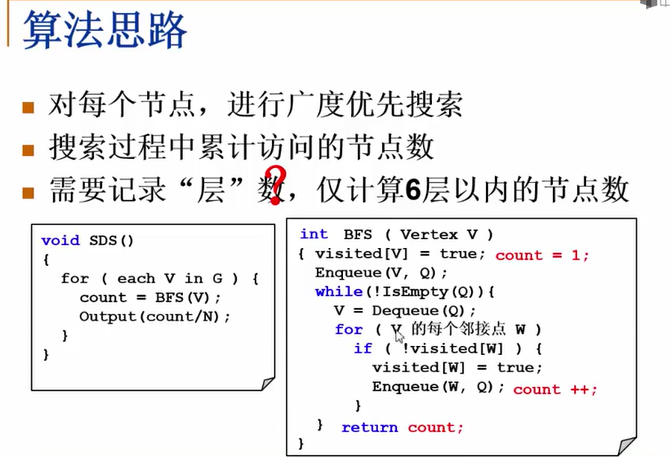 算法思路
对每个节点，进行广度优先搜索
搜索过程中累计访问的节点数
需要记录“层”数，仅计算6层以内的节点数
?
void SDS()
{
for ( each V in G ) {
count = BFS(V);
Output(count/N);
}
}
int BFS ( Vertex V )
{ visited[V] = true; count = 1;
Enqueue(V, Q);
while(!IsEmpty(Q)){
V = Dequeue(Q);
for ( V 的每个邻接点 W )
if ( !visited[W] ) {
visited[W] = true;
Enqueue(W, Q); count ++;
}
} return count;
}